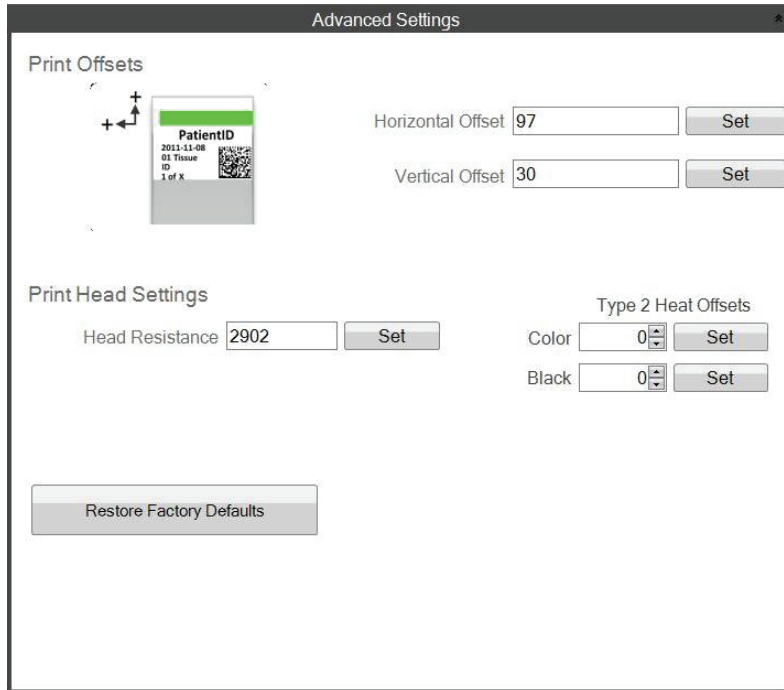 Advanced Settings
Print Offsets
+
+
PatientID
2011-11-08
01 Tissue
ID
1 of X
Horizontal Offset 97 Set
Vertical Offset 30 Set
Print Head Settings
Head Resistance 2902 Set
Type 2 Heat Offsets
Color 0 Set
Black 0 Set
Restore Factory Defaults